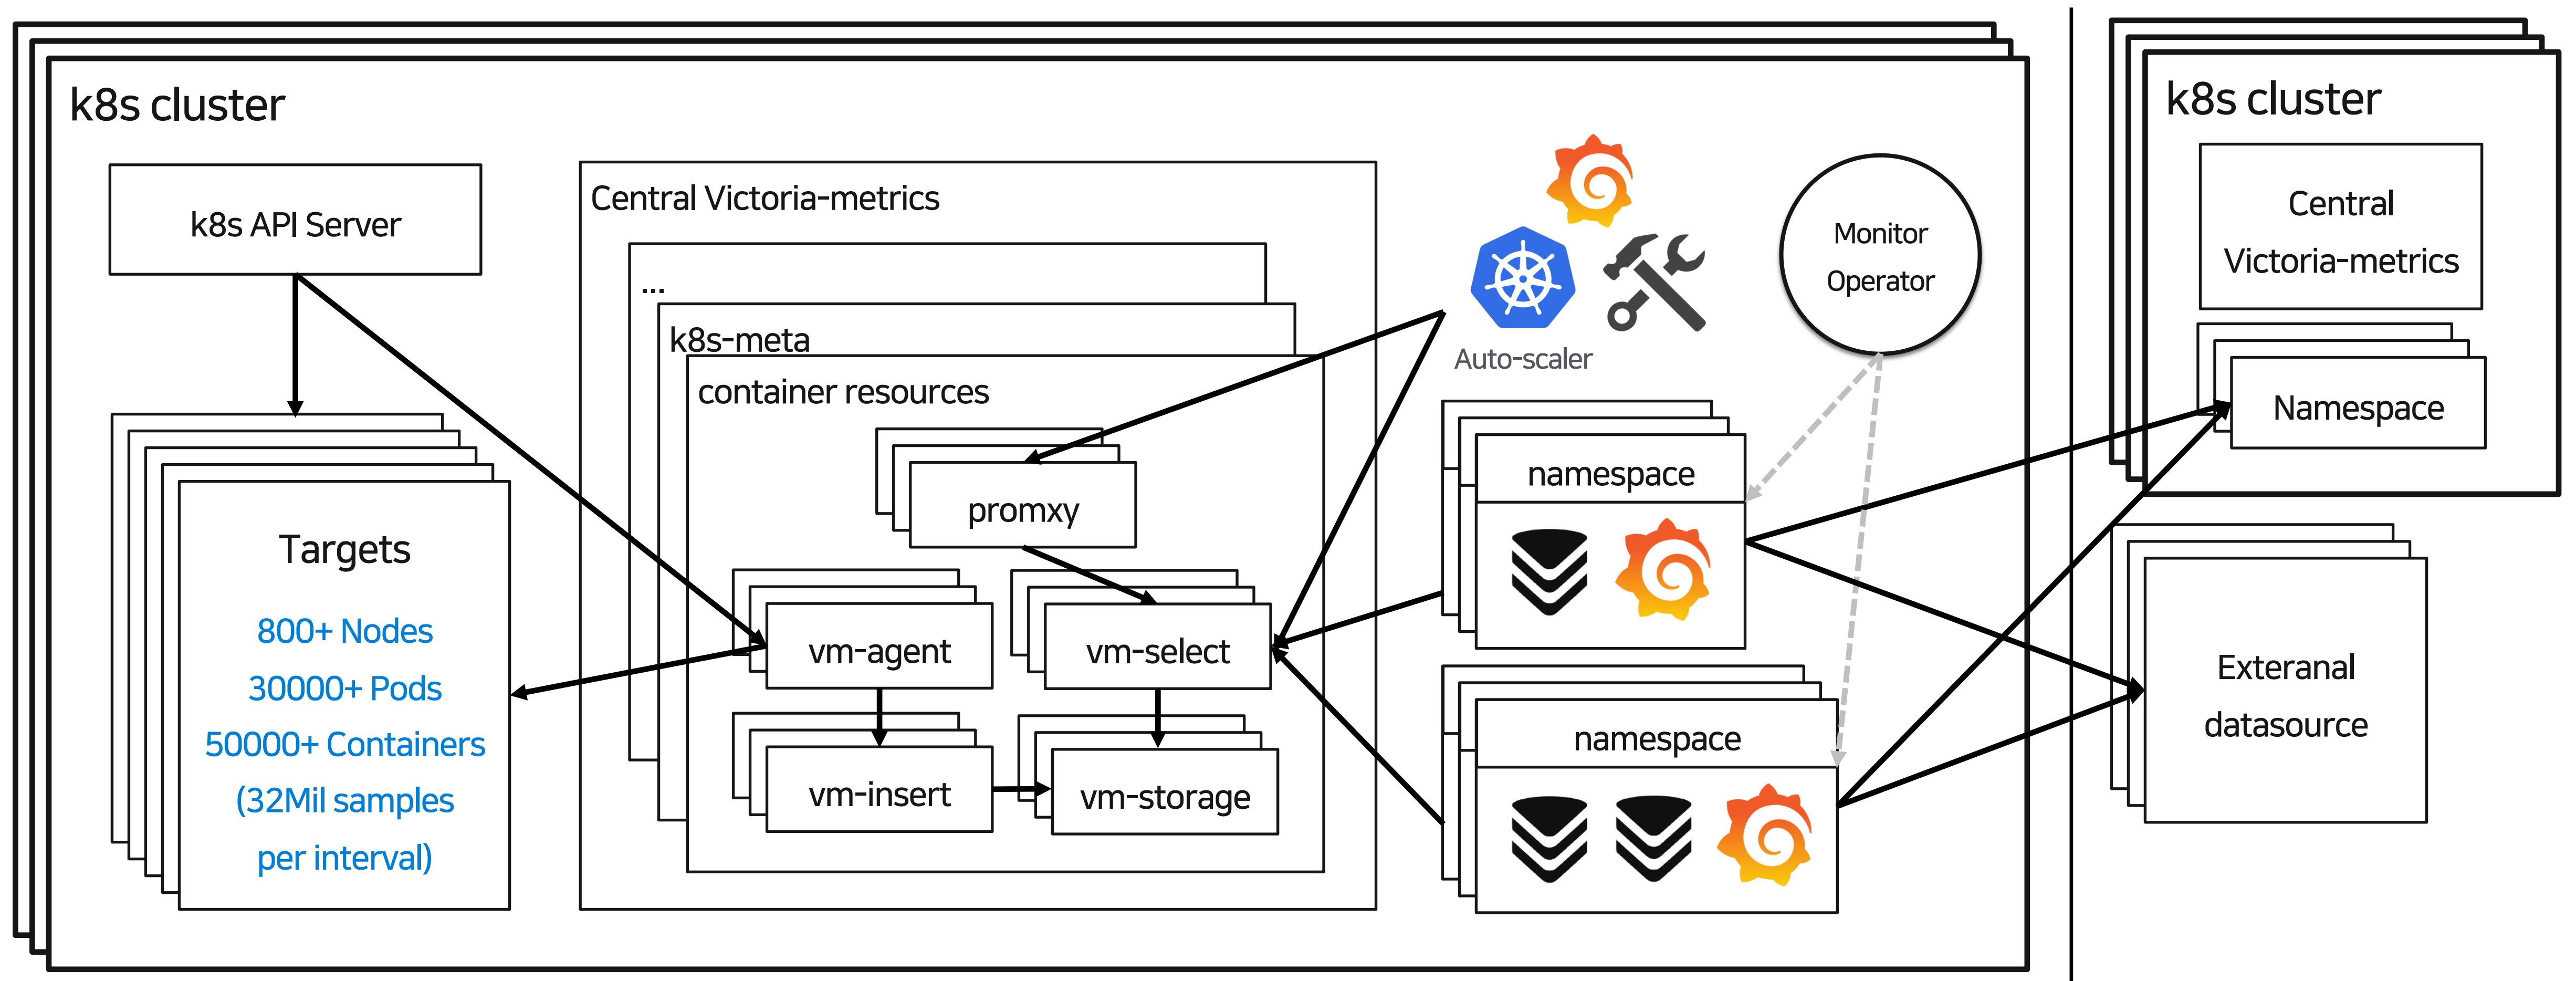 k8s cluster
k8s API Server
Targets
800+ Nodes
30000+ Pods
50000+ Containers
(32Mil samples
per interval)
Central Victoria-metrics
...
k8s-meta
container resources
promxy
vm-agent
vm-select
vm-insert
vm-storage
Auto-scaler
Monitor
Operator
namespace
namespace
k8s cluster
Central
Victoria-metrics
Namespace
Exteranal
datasource